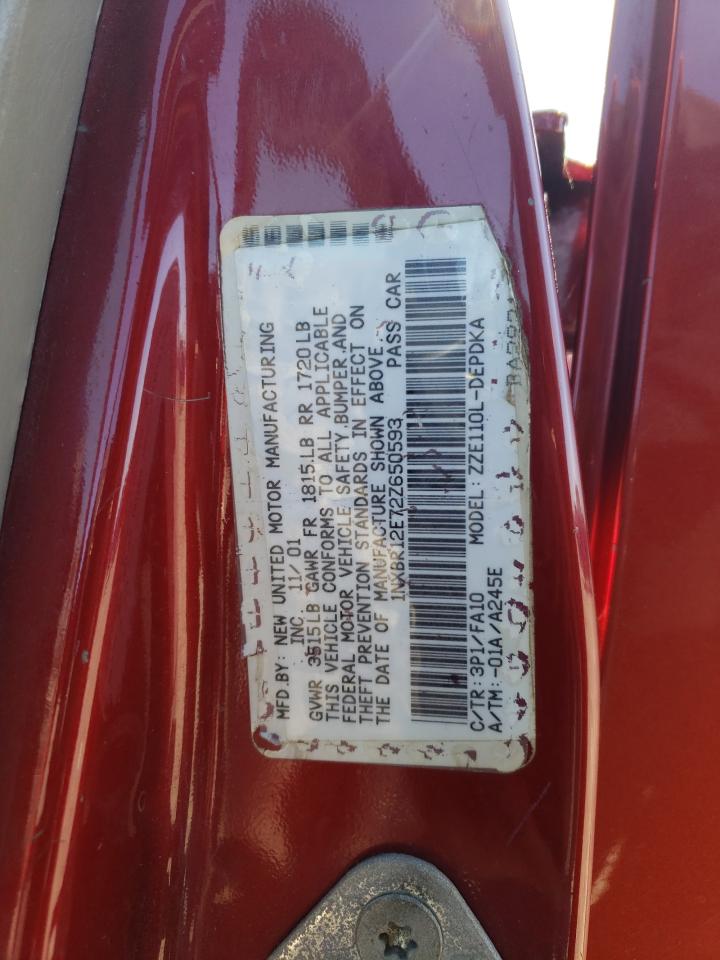 MFD.BY: NEW UNITED MOTOR MANUFACTURING
INC 11/01
GVWR 3515LB GAWR FR 1815.LB RR 1720LB
THIS VEHICLE CONFORMS TO ALL APPLICABLE
FEDERAL MOTOR VEHICLE SAFETY,BUMPER,AND
THEFT PREVENTION STANDARDS IN EFFECT ON
THE DATE OF MANUFACTURE SHOWN ABOVE.
1NXBR12E72Z650593 PASS CAR
C/TR:3P1/FA10 MODEL:ZZE110L-DEPDKA
A/TM:-01A/A245E